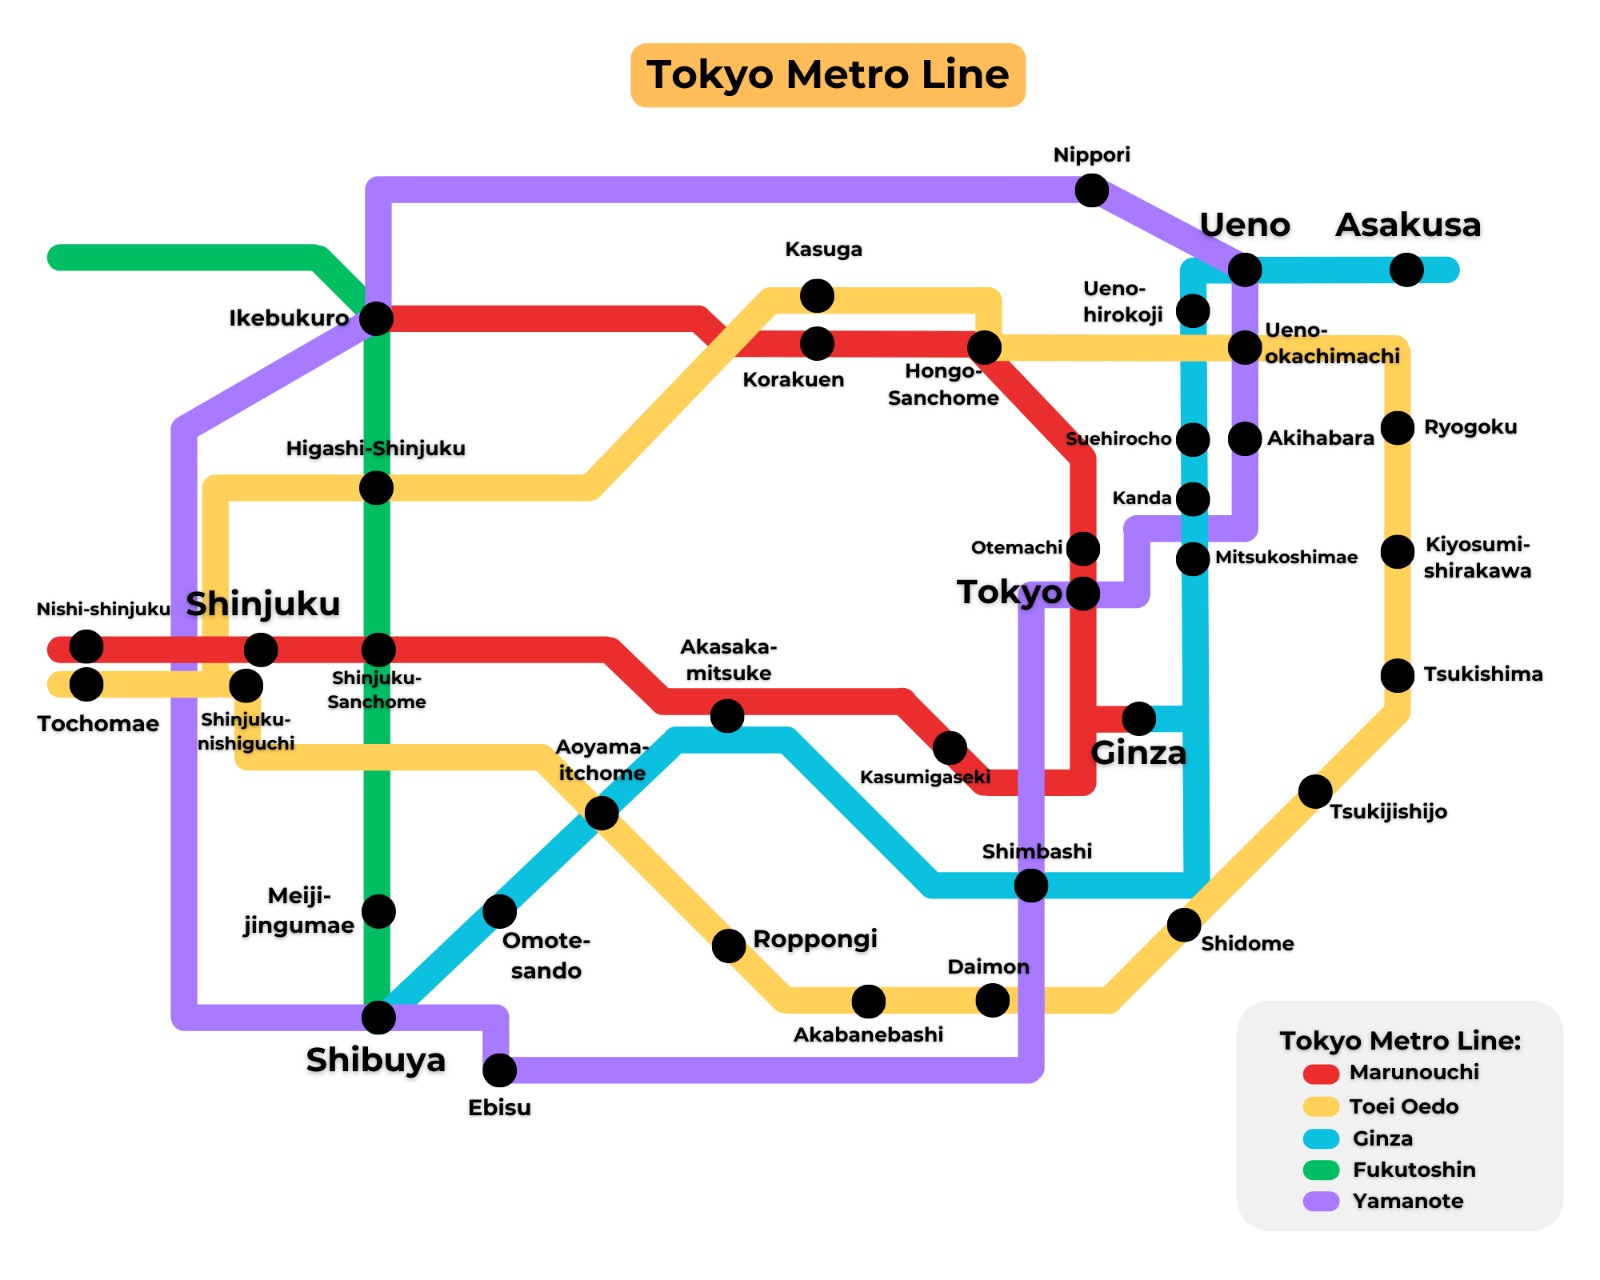 Tokyo Metro Line
Nippori
Ueno
Asakusa
Kasuga
Ueno-
hirokoji
Ikebukuro
Ueno-
okachimachi
Korakuen
Hongo-
Sanchome
Ryogoku
Suehirocho
Akihabara
Higashi-Shinjuku
Kanda
Otemachi
Mitsukoshimae
Kiyosumi-
shirakawa
Tokyo
Nishi-shinjuku
Shinjuku
Akasaka-
mitsuke
Shinjuku-
Sanchome
Tsukishima
Tochomae
Shinjuku-
nishiguchi
Aoyama-
itchome
Ginza
Kasumigaseki
Tsukijishijo
Shimbashi
Meiji-
jingumae
Omote-
sando
Roppongi
Shidome
Daimon
Akabanebashi
Shibuya
Ebisu
Tokyo Metro Line:
Marunouchi
Toei Oedo
Ginza
Fukutoshin
Yamanote